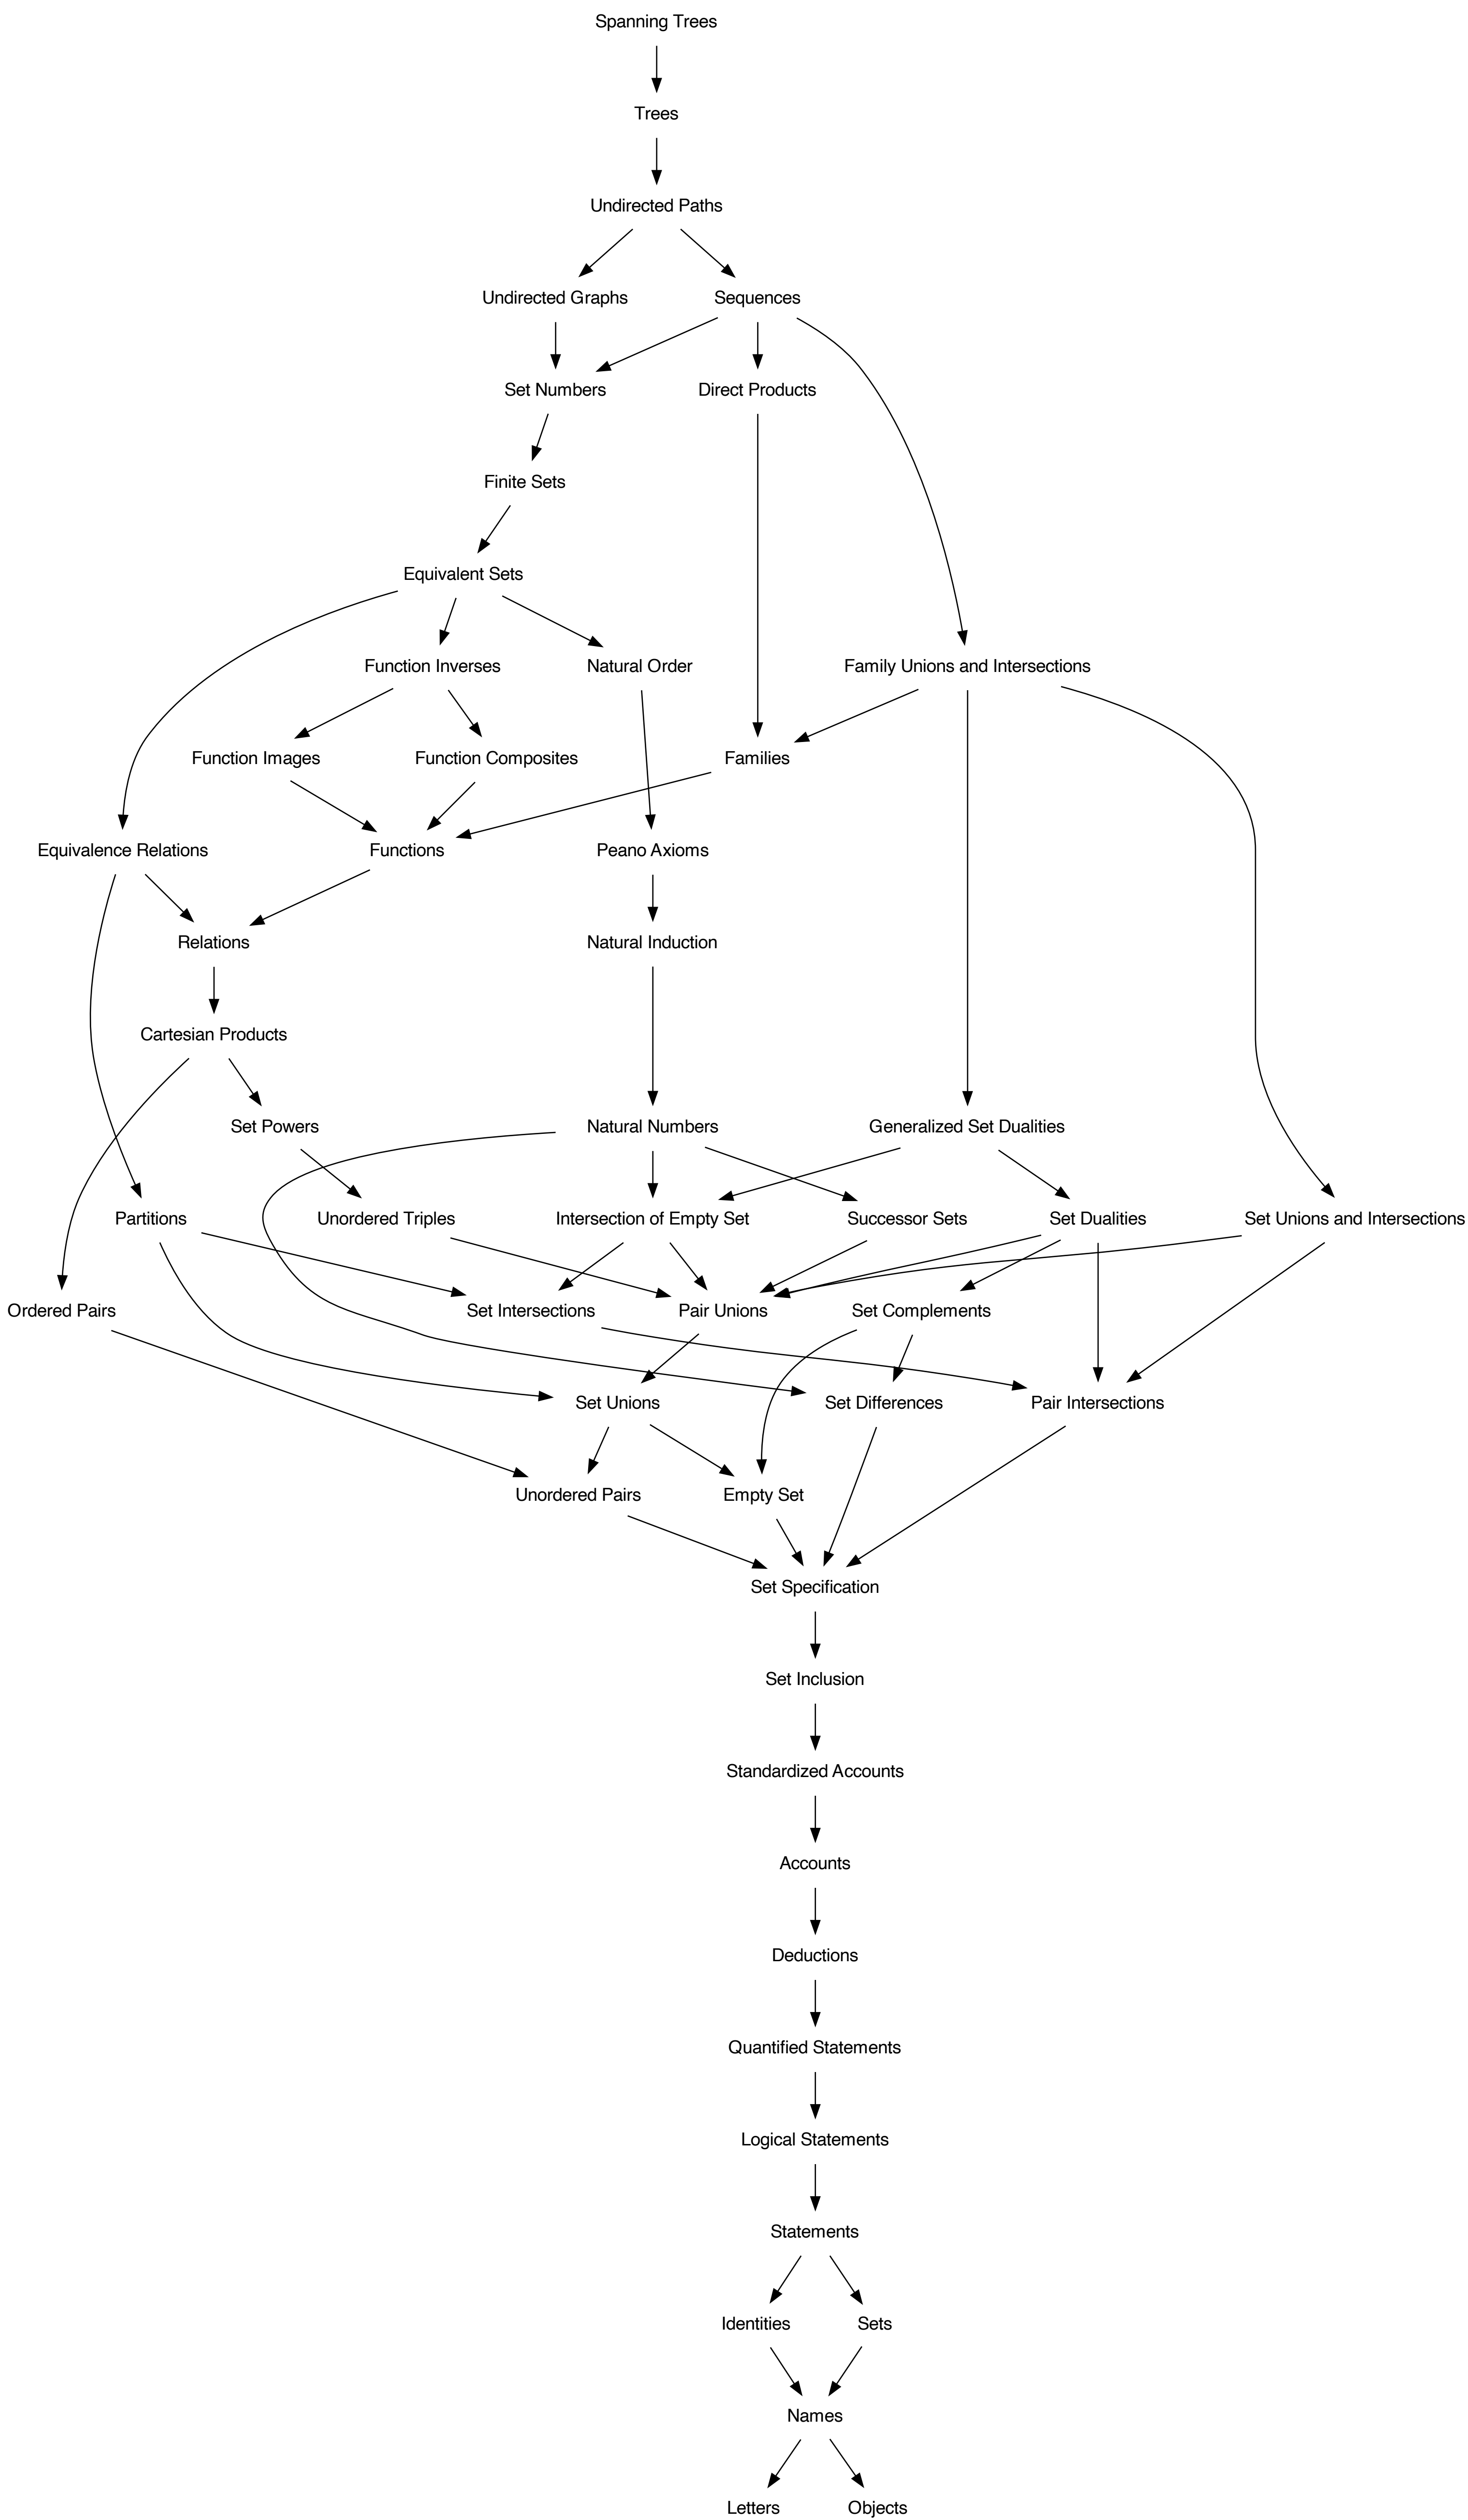 Spanning Trees
Trees
Undirected Paths
Undirected Graphs
Sequences
Set Numbers
Direct Products
Finite Sets
Equivalent Sets
Function Inverses
Natural Order
Family Unions and Intersections
Function Images
Function Composites
Families
Equivalence Relations
Functions
Peano Axioms
Relations
Natural Induction
Cartesian Products
Set Powers
Natural Numbers
Generalized Set Dualities
Partitions
Unordered Triples
Intersection of Empty Set
Successor Sets
Set Dualities
Set Unions and Intersections
Ordered Pairs
Set Intersections
Pair Unions
Set Complements
Set Unions
Set Differences
Pair Intersections
Unordered Pairs
Empty Set
Set Specification
Set Inclusion
Standardized Accounts
Accounts
Deductions
Quantified Statements
Logical Statements
Statements
Identities
Sets
Names
Letters
Objects